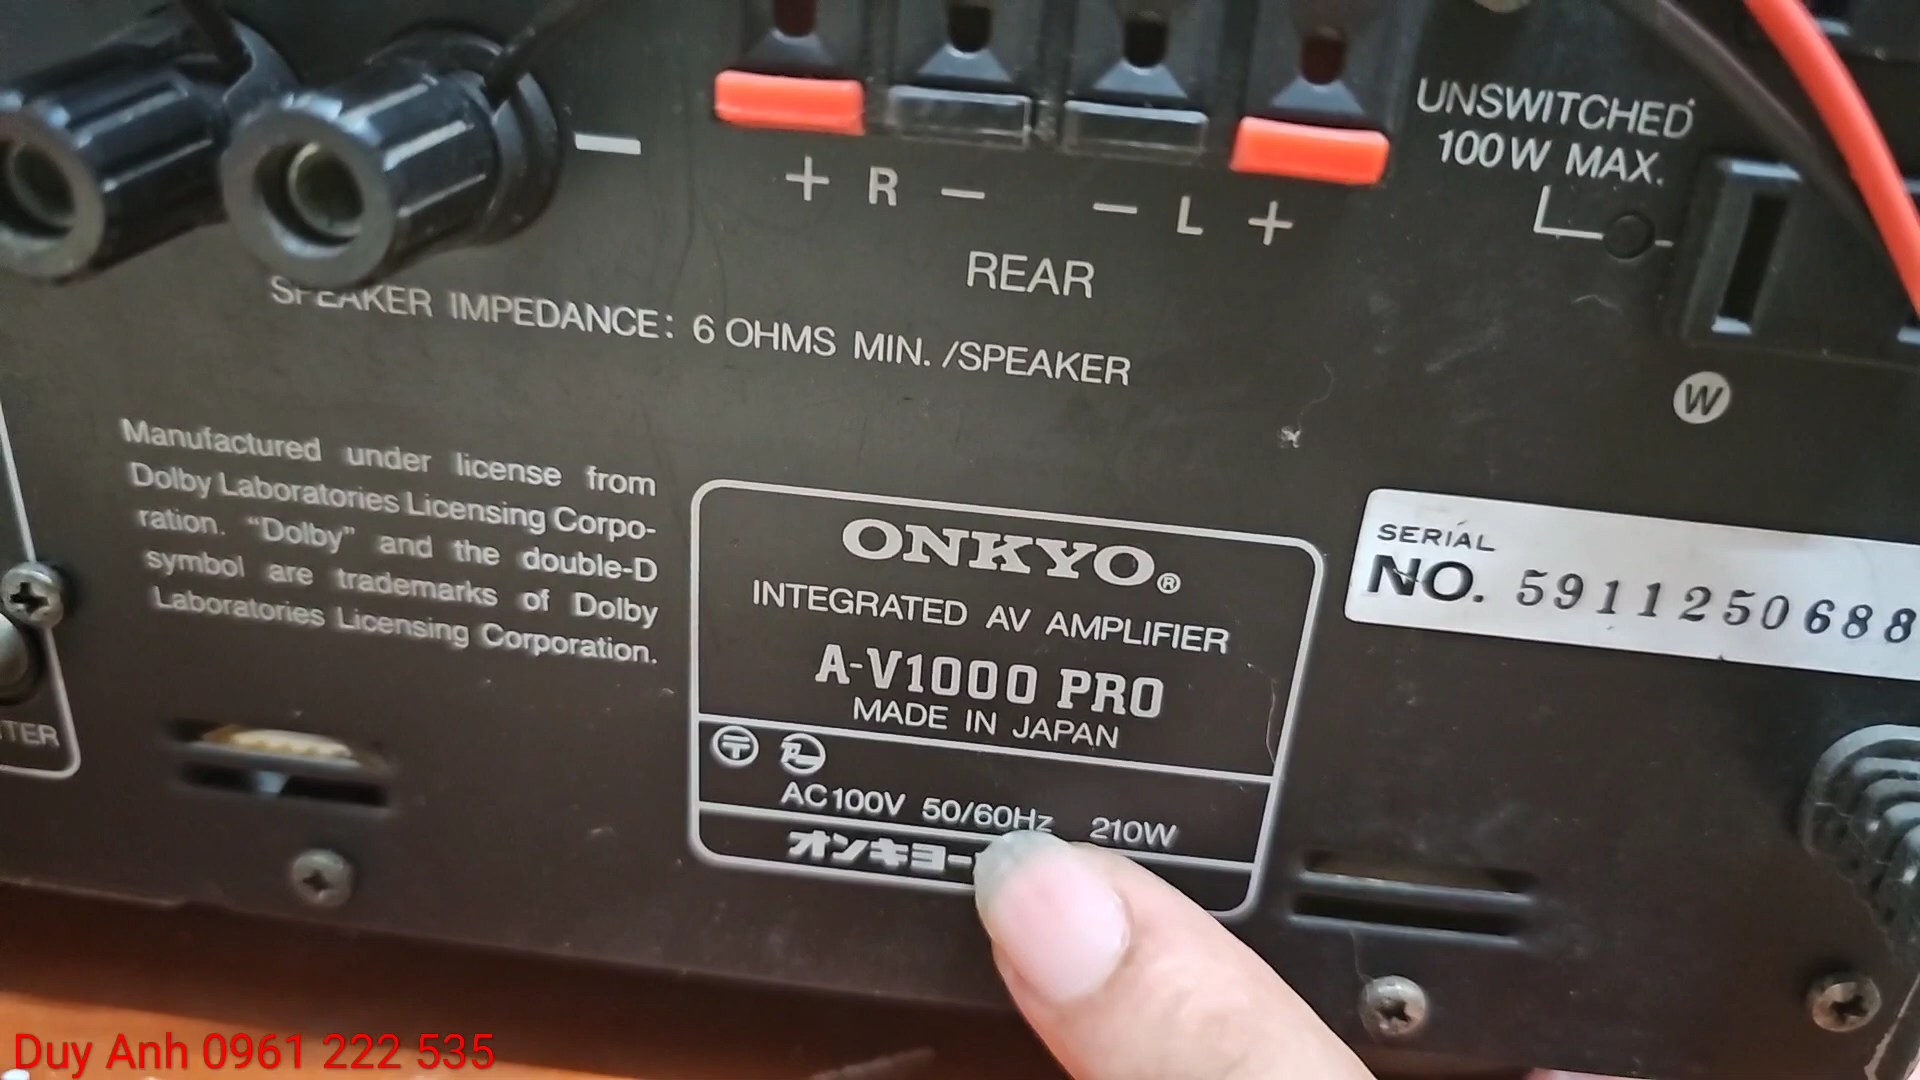 UNSWITCHED
100W MAX.
+ R − − L +
REAR
SPEAKER IMPEDANCE: 6 OHMS MIN. /SPEAKER
W
Manufactured under license from
Dolby Laboratories Licensing Corpo-
ration. “Dolby” and the double-D
symbol are trademarks of Dolby
Laboratories Licensing Corporation.
ONKYO®
INTEGRATED AV AMPLIFIER
A-V1000 PRO
MADE IN JAPAN
AC100V 50/60Hz 210W
オンキヨー
SERIAL
NO. 5911250688
Duy Anh 0961 222 535